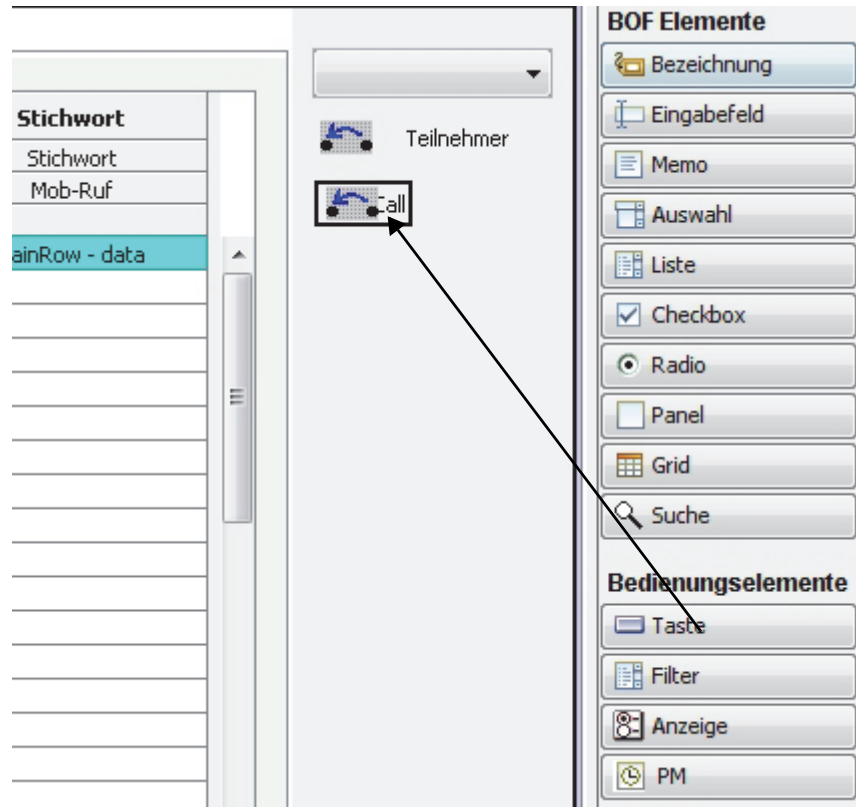 Stichwort
Stichwort
Mob-Ruf
ainRow - data
Teilnehmer
Call
BOF Elemente
Bezeichnung
Eingabefeld
Memo
Auswahl
Liste
Checkbox
Radio
Panel
Grid
Suche
Bedienungselemente
Taste
Filter
Anzeige
PM